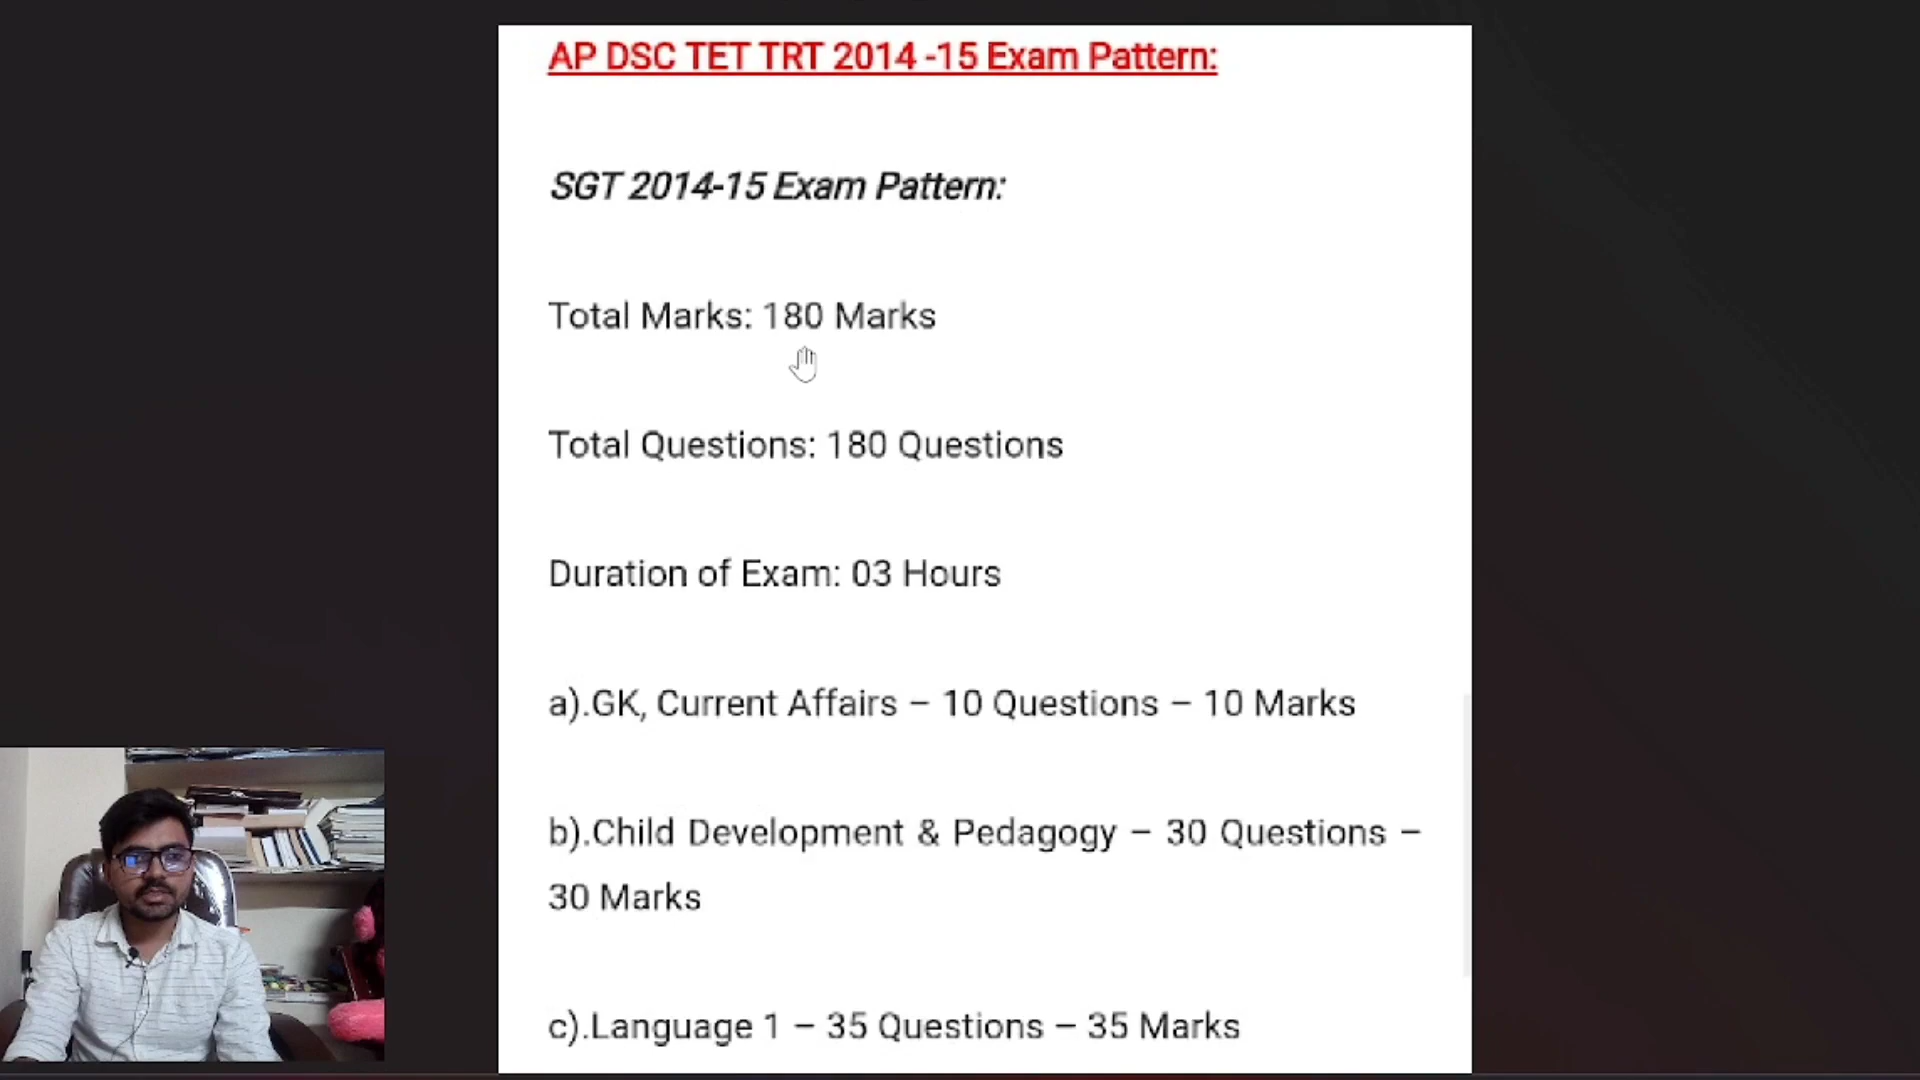 AP DSC TET TRT 2014 -15 Exam Pattern:
SGT 2014-15 Exam Pattern:
Total Marks: 180 Marks
Total Questions: 180 Questions
Duration of Exam: 03 Hours
a).GK, Current Affairs – 10 Questions – 10 Marks
b).Child Development & Pedagogy – 30 Questions –
30 Marks
c).Language 1 – 35 Questions – 35 Marks